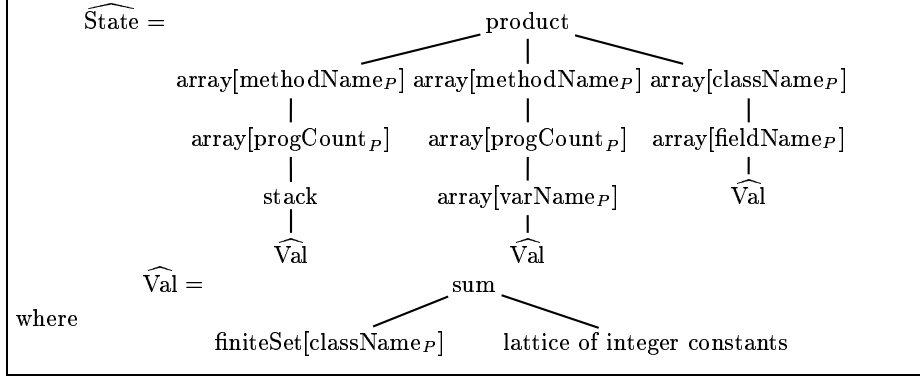 State^ = product
array[methodName_P] array[methodName_P] array[className_P]
array[progCount_P] array[progCount_P] array[fieldName_P]
stack array[varName_P] Val^
Val^ Val^
Val^ = sum
where
finiteSet[className_P] lattice of integer constants